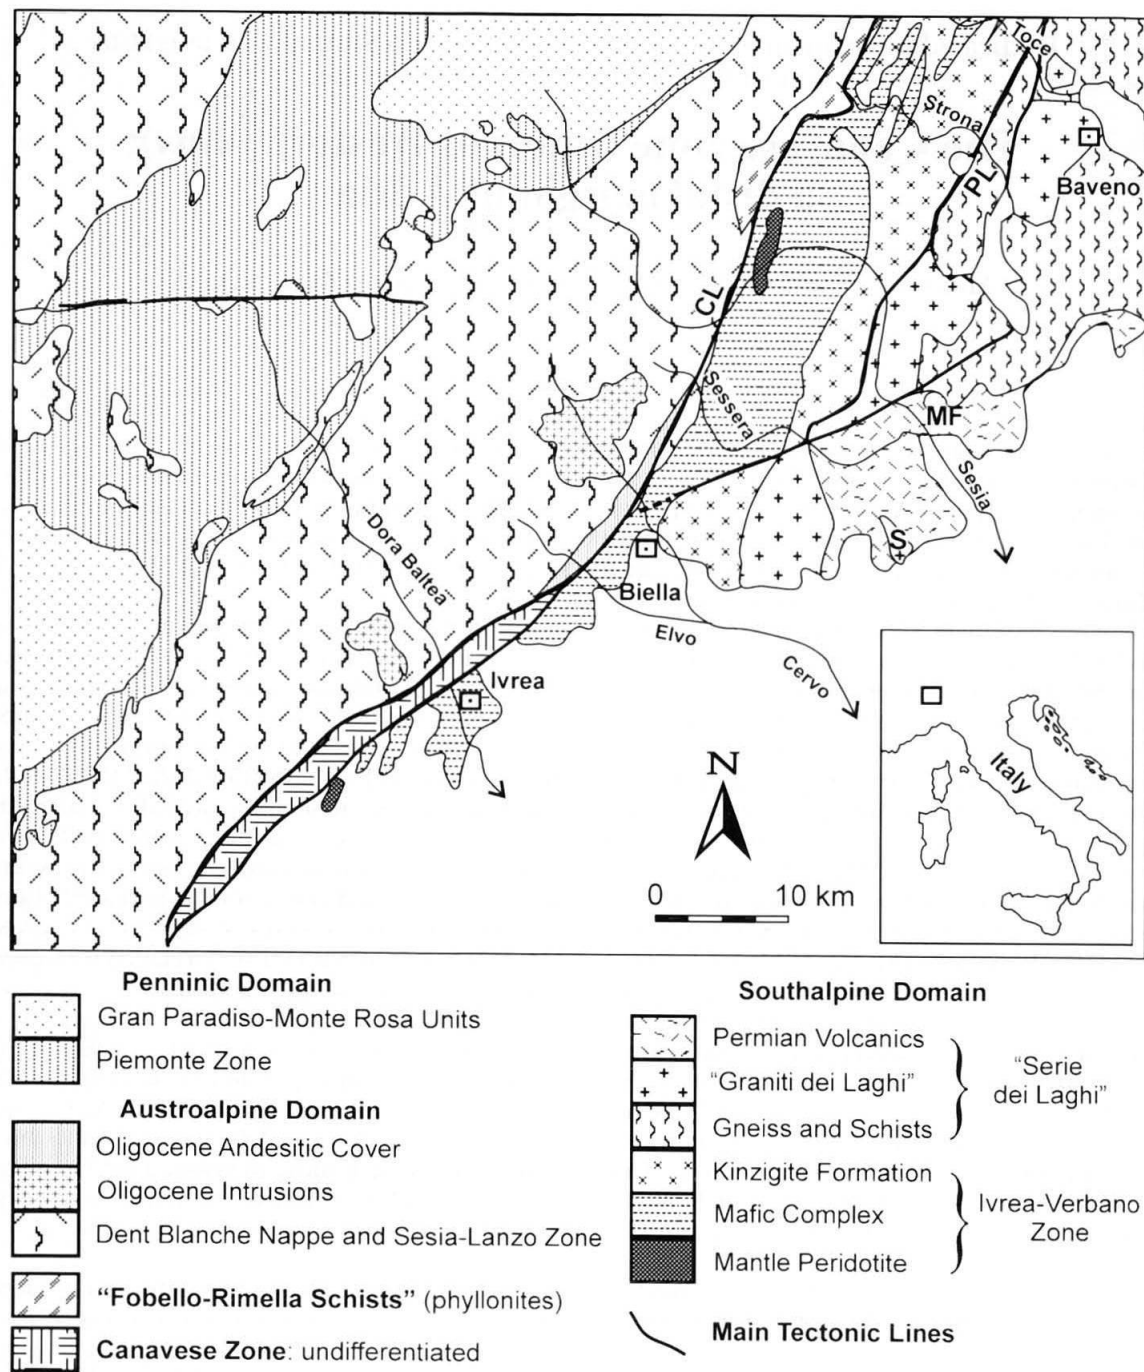 Toce
Strona
Baveno
PL
CL
Sessera
MF
Sesia
S
Dora Baltea
Biella
Elvo
Cervo
Ivrea
N
0 10 km
Italy
Penninic Domain
Gran Paradiso-Monte Rosa Units
Piemonte Zone
Austroalpine Domain
Oligocene Andesitic Cover
Oligocene Intrusions
Dent Blanche Nappe and Sesia-Lanzo Zone
“Fobello-Rimella Schists” (phyllonites)
Canavese Zone: undifferentiated
Southalpine Domain
Permian Volcanics
“Graniti dei Laghi”
Gneiss and Schists
“Serie
dei Laghi”
Kinzigite Formation
Mafic Complex
Mantle Peridotite
Ivrea-Verbano
Zone
Main Tectonic Lines